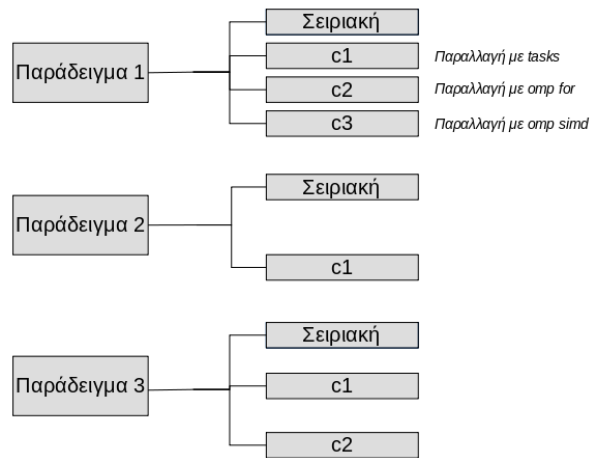 Σειριακή
Παράδειγμα 1
c1
Παραλλαγή με tasks
c2
Παραλλαγή με omp for
c3
Παραλλαγή με omp simd
Σειριακή
Παράδειγμα 2
c1
Σειριακή
Παράδειγμα 3
c1
c2